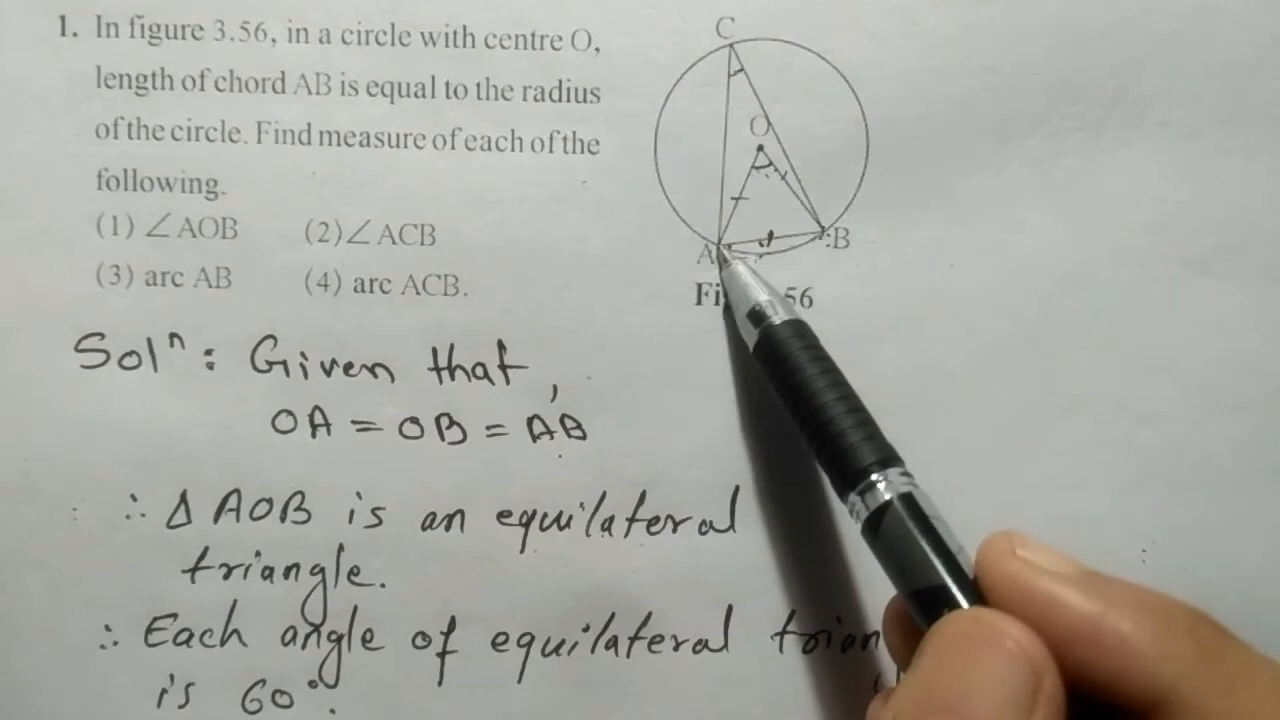 1. In figure 3.56, in a circle with centre O,
length of chord AB is equal to the radius
of the circle. Find measure of each of the
following.
(1) ∠AOB (2)∠ACB
(3) arc AB (4) arc ACB.
C
O
A
B
56
Solⁿ : Given that,
OA = OB = AB
∴ Δ AOB is an equilateral
triangle.
∴ Each angle of equilateral
is 60°.